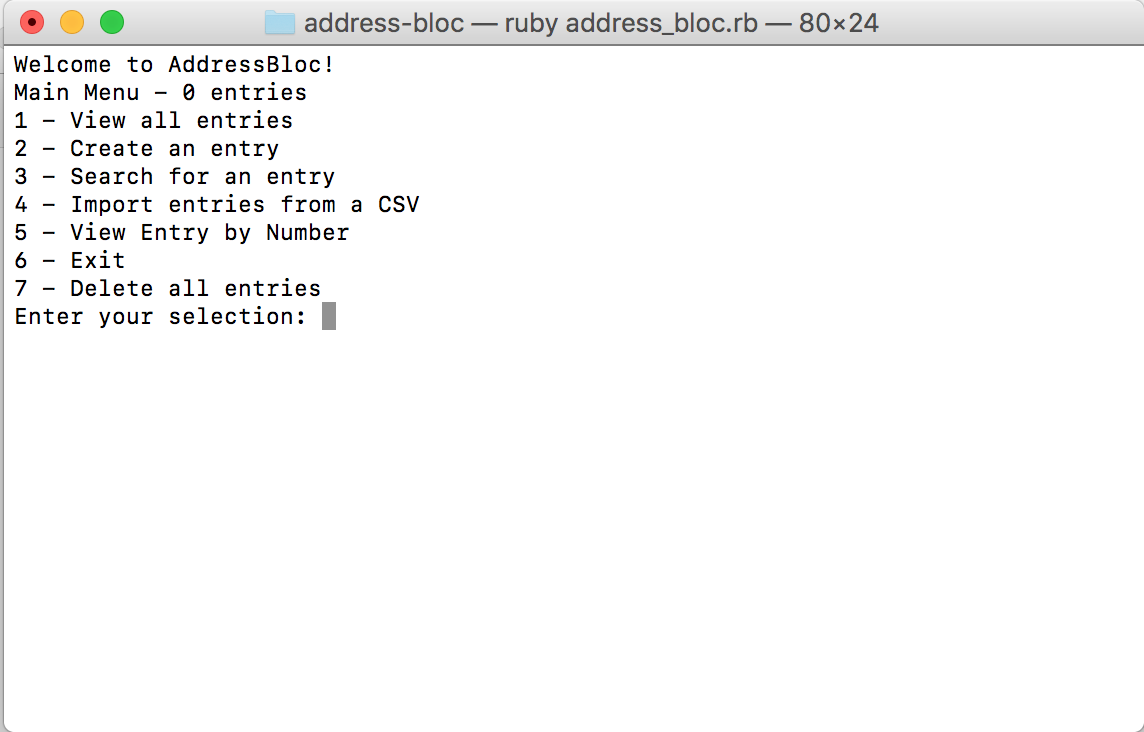 address-bloc — ruby address_bloc.rb — 80×24
Welcome to AddressBloc!
Main Menu - 0 entries
1 - View all entries
2 - Create an entry
3 - Search for an entry
4 - Import entries from a CSV
5 - View Entry by Number
6 - Exit
7 - Delete all entries
Enter your selection: